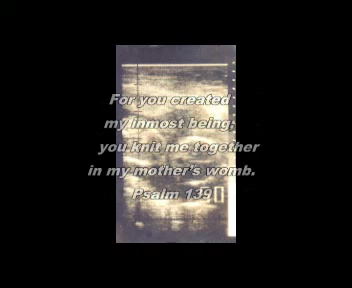 For you created
my inmost being;
you knit me together
in my mother's womb.
Psalm 139